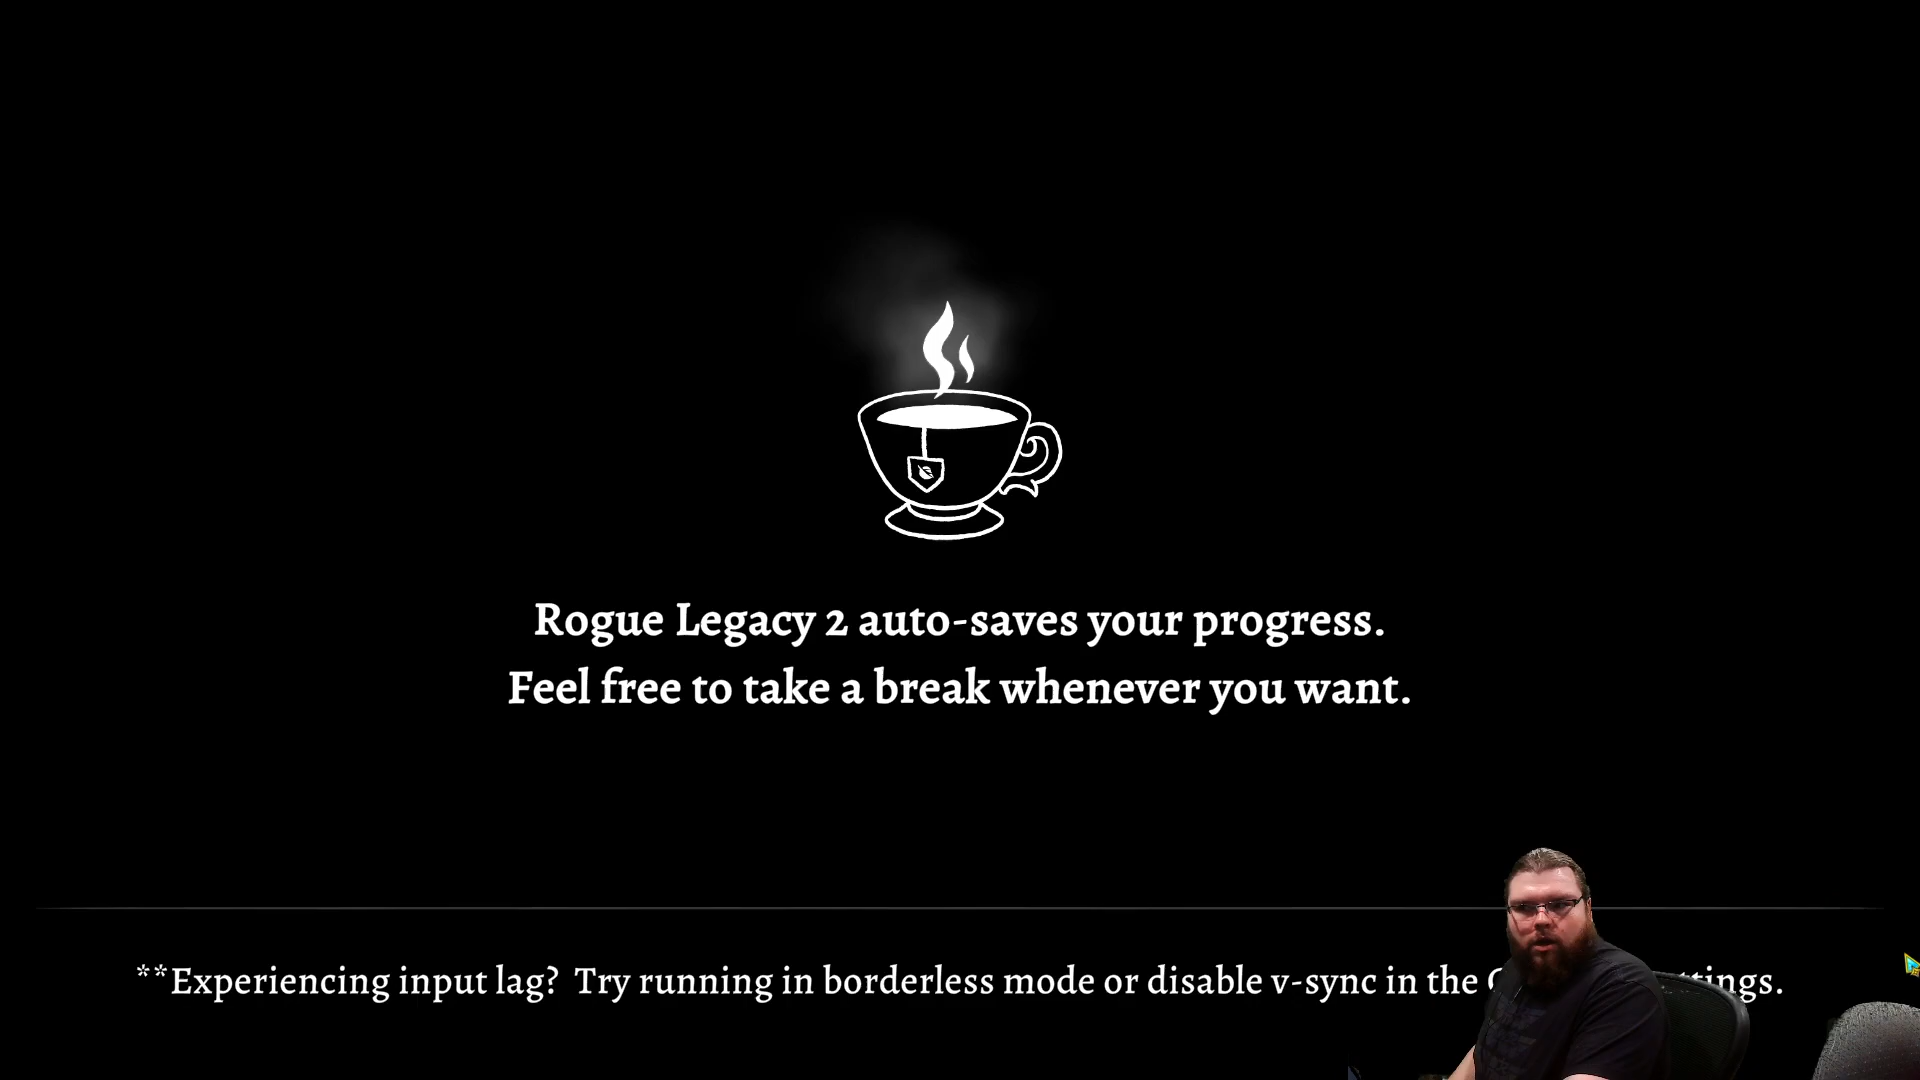 Rogue Legacy 2 auto-saves your progress.
Feel free to take a break whenever you want.
**Experiencing input lag? Try running in borderless mode or disable v-sync in the